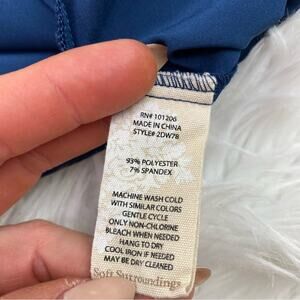 RN# 101206
MADE IN CHINA
STYLE# 2DW78
93% POLYESTER
7% SPANDEX
MACHINE WASH COLD
WITH SIMILAR COLORS
GENTLE CYCLE
ONLY NON-CHLORINE
BLEACH WHEN NEEDED
HANG TO DRY
COOL IRON IF NEEDED
MAY BE DRY CLEANED
Soft Surroundings